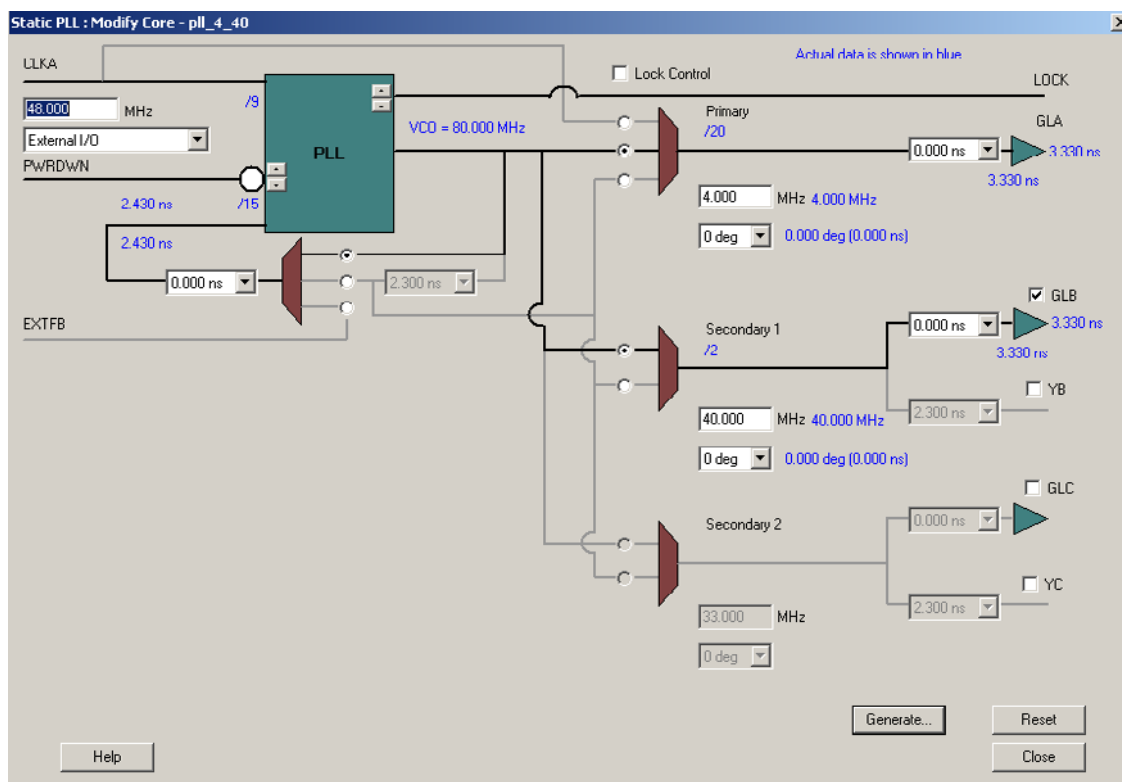 Static PLL : Modify Core - pll_4_40
Actual data is shown in blue
CLKA
Lock Control
LOCK
48.000 MHz
/9
Primary
/20
GLA
External I/O
VCO = 80.000 MHz
PLL
0.000 ns
3.330 ns
PWRDWN
3.330 ns
2.430 ns
/15
4.000 MHz 4.000 MHz
2.430 ns
0 deg 0.000 deg (0.000 ns)
0.000 ns
2.300 ns
GLB
EXTFB
Secondary 1
0.000 ns
3.330 ns
/2
3.330 ns
YB
2.300 ns
40.000 MHz 40.000 MHz
0 deg 0.000 deg (0.000 ns)
GLC
Secondary 2
0.000 ns
YC
2.300 ns
33.000 MHz
0 deg
Generate... Reset
Help Close